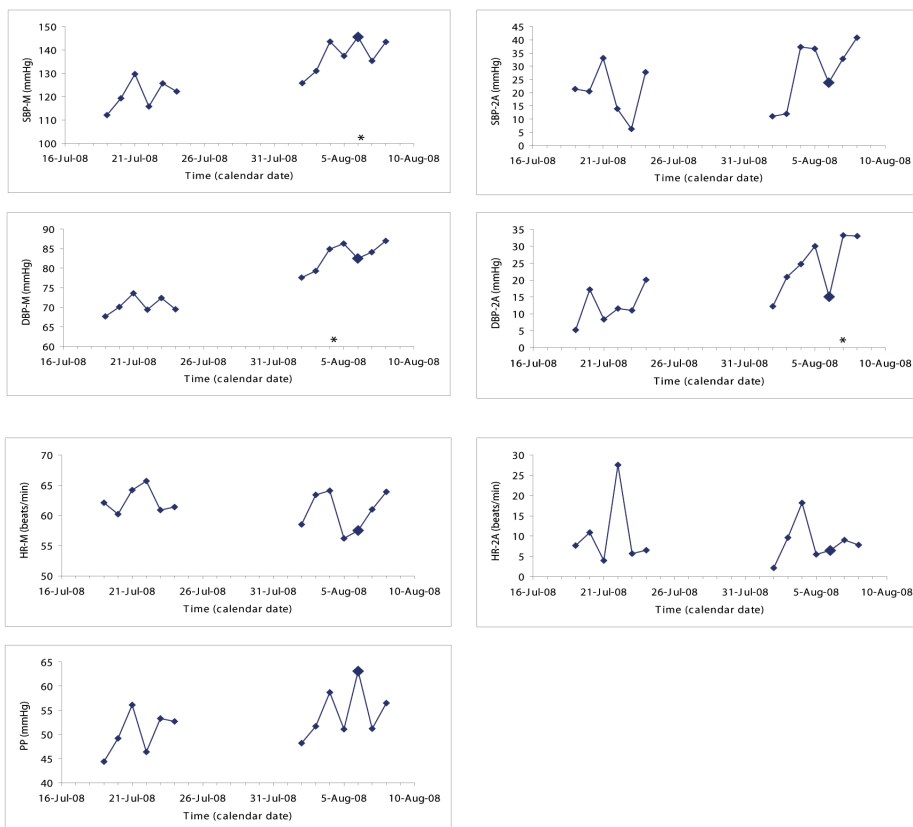 SBP-M (mmHg)
150
140
130
120
110
100
*
16-Jul-08 21-Jul-08 26-Jul-08 31-Jul-08 5-Aug-08 10-Aug-08
Time (calendar date)
SBP-2A (mmHg)
45
40
35
30
25
20
15
10
5
0
16-Jul-08 21-Jul-08 26-Jul-08 31-Jul-08 5-Aug-08 10-Aug-08
Time (calendar date)
DBP-M (mmHg)
90
85
80
75
70
65
60
*
16-Jul-08 21-Jul-08 26-Jul-08 31-Jul-08 5-Aug-08 10-Aug-08
Time (calendar date)
DBP-2A (mmHg)
35
30
25
20
15
10
5
0
*
16-Jul-08 21-Jul-08 26-Jul-08 31-Jul-08 5-Aug-08 10-Aug-08
Time (calendar date)
HR-M (beats/min)
70
65
60
55
50
16-Jul-08 21-Jul-08 26-Jul-08 31-Jul-08 5-Aug-08 10-Aug-08
Time (calendar date)
HR-2A (beats/min)
30
25
20
15
10
5
0
16-Jul-08 21-Jul-08 26-Jul-08 31-Jul-08 5-Aug-08 10-Aug-08
Time (calendar date)
PP (mmHg)
65
60
55
50
45
40
16-Jul-08 21-Jul-08 26-Jul-08 31-Jul-08 5-Aug-08 10-Aug-08
Time (calendar date)